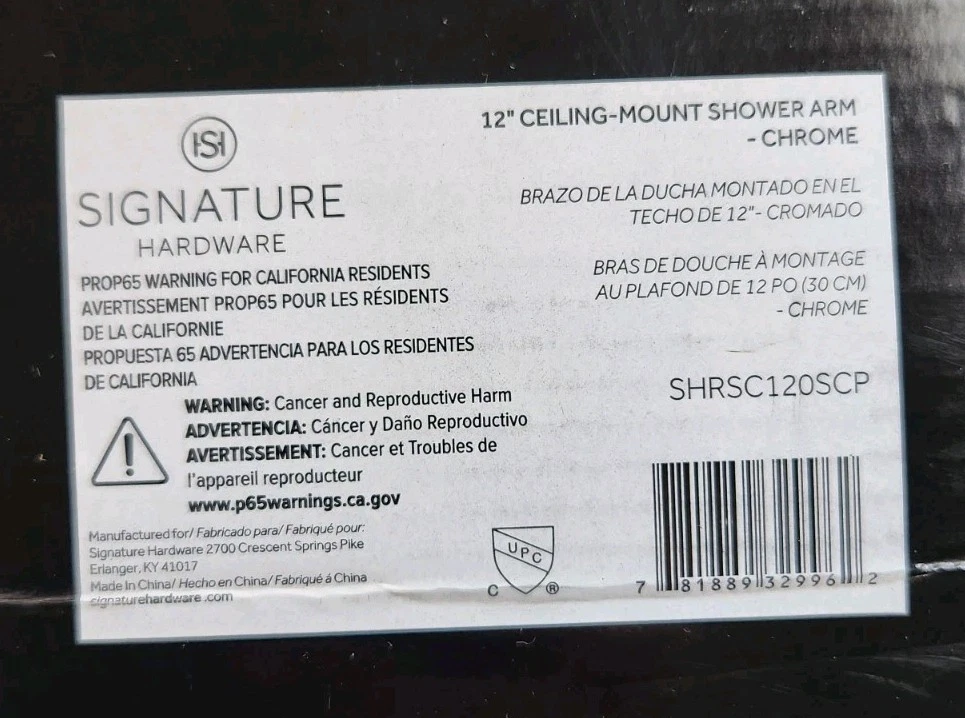 HSH
SIGNATURE
HARDWARE
PROP65 WARNING FOR CALIFORNIA RESIDENTS
AVERTISSEMENT PROP65 POUR LES RÉSIDENTS
DE LA CALIFORNIE
PROPUESTA 65 ADVERTENCIA PARA LOS RESIDENTES
DE CALIFORNIA
WARNING: Cancer and Reproductive Harm
ADVERTENCIA: Cáncer y Daño Reproductivo
AVERTISSEMENT: Cancer et Troubles de
l'appareil reproducteur
www.p65warnings.ca.gov
Manufactured for/ Fabricado para/ Fabriqué pour:
Signature Hardware 2700 Crescent Springs Pike
Erlanger, KY 41017
Made In China/ Hecho en China/ Fabriqué á China
signaturehardware.com
12" CEILING-MOUNT SHOWER ARM
- CHROME
BRAZO DE LA DUCHA MONTADO EN EL
TECHO DE 12"- CROMADO
BRAS DE DOUCHE À MONTAGE
AU PLAFOND DE 12 PO (30 CM)
- CHROME
SHRSC120SCP
UPC
C ®
7 81889 32996 2